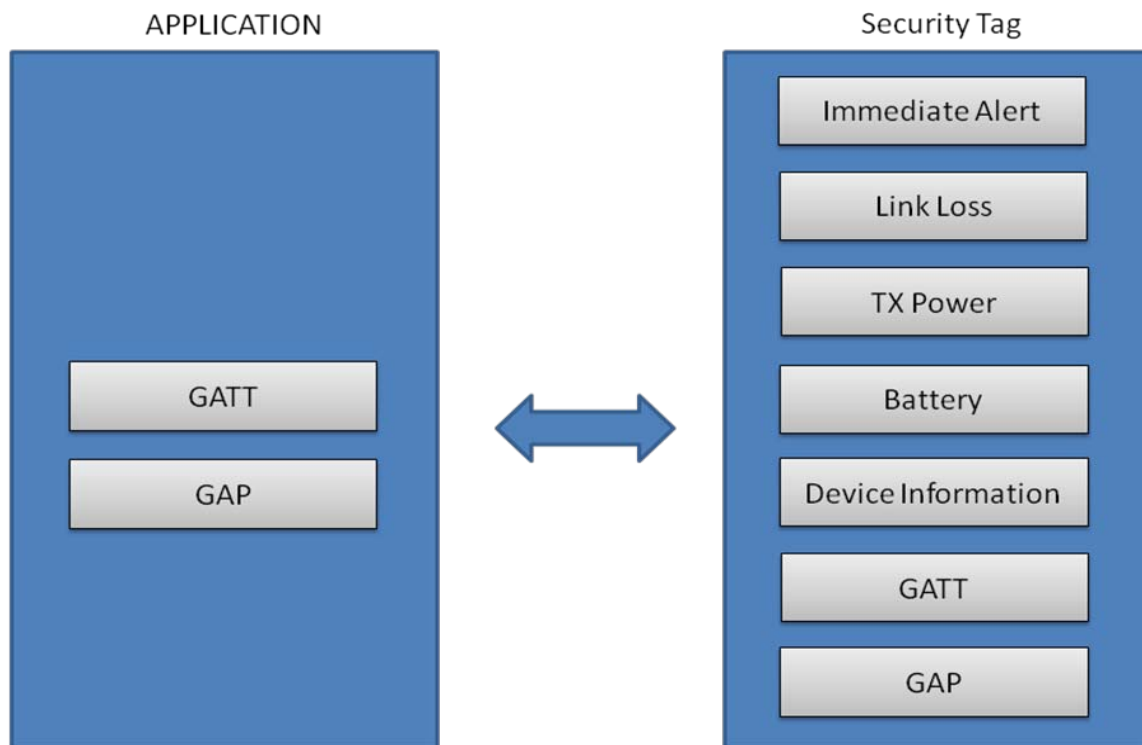 APPLICATION
GATT
GAP
Security Tag
Immediate Alert
Link Loss
TX Power
Battery
Device Information
GATT
GAP